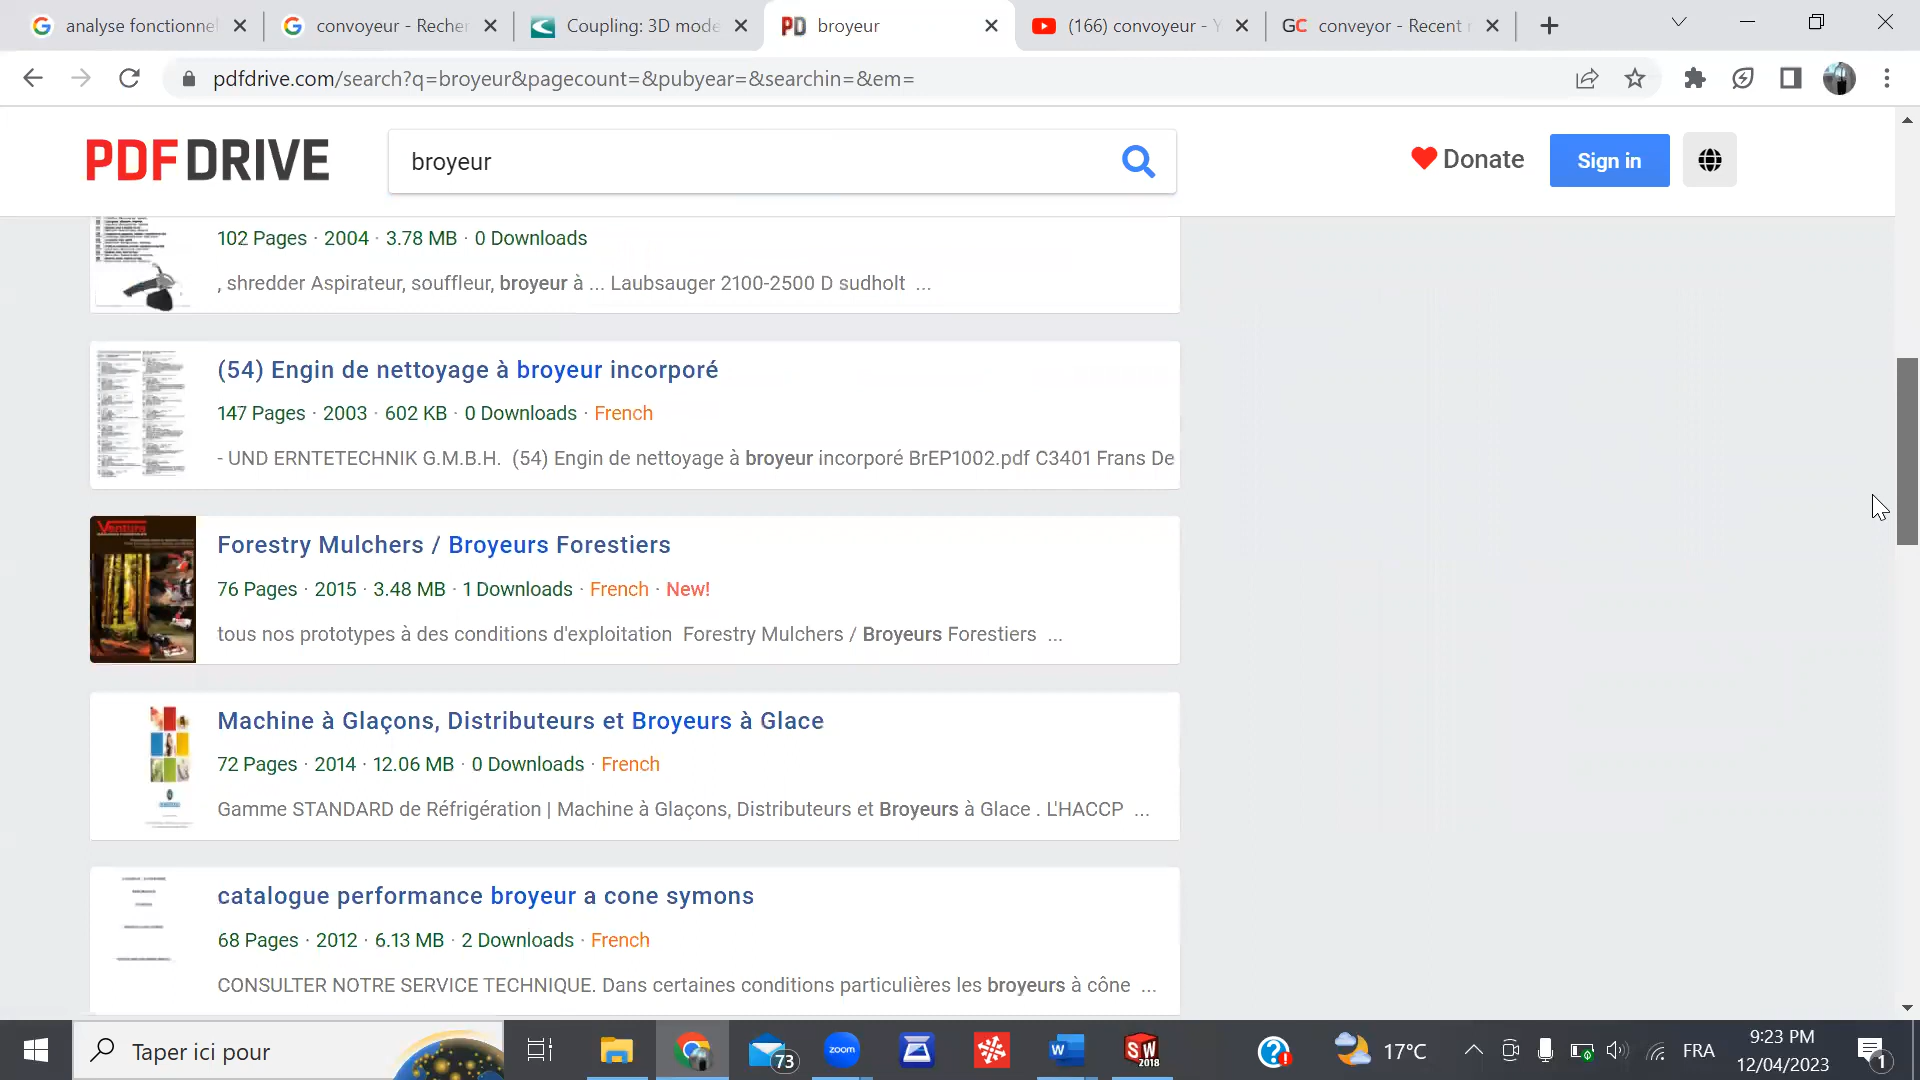 analyse fonctionnel
convoyeur - Recher
Coupling: 3D mode
PD broyeur
(166) convoyeur - Y
GC conveyor - Recent
pdfdrive.com/search?q=broyeur&pagecount=&pubyear=&searchin=&em=
PDF DRIVE
broyeur
Donate
Sign in
102 Pages · 2004 · 3.78 MB · 0 Downloads
, shredder Aspirateur, souffleur, broyeur à ... Laubsauger 2100-2500 D sudholt ...
(54) Engin de nettoyage à broyeur incorporé
147 Pages · 2003 · 602 KB · 0 Downloads · French
- UND ERNTETECHNIK G.M.B.H. (54) Engin de nettoyage à broyeur incorporé BrEP1002.pdf C3401 Frans De
Ventura
Forestry Mulchers / Broyeurs Forestiers
76 Pages · 2015 · 3.48 MB · 1 Downloads · French · New!
tous nos prototypes à des conditions d'exploitation Forestry Mulchers / Broyeurs Forestiers ...
Machine à Glaçons, Distributeurs et Broyeurs à Glace
72 Pages · 2014 · 12.06 MB · 0 Downloads · French
Gamme STANDARD de Réfrigération | Machine à Glaçons, Distributeurs et Broyeurs à Glace . L'HACCP ...
catalogue performance broyeur a cone symons
68 Pages · 2012 · 6.13 MB · 2 Downloads · French
CONSULTER NOTRE SERVICE TECHNIQUE. Dans certaines conditions particulières les broyeurs à cône ...
Taper ici pour
73
zoom
W
SW
2018
17°C
FRA
9:23 PM
12/04/2023
1